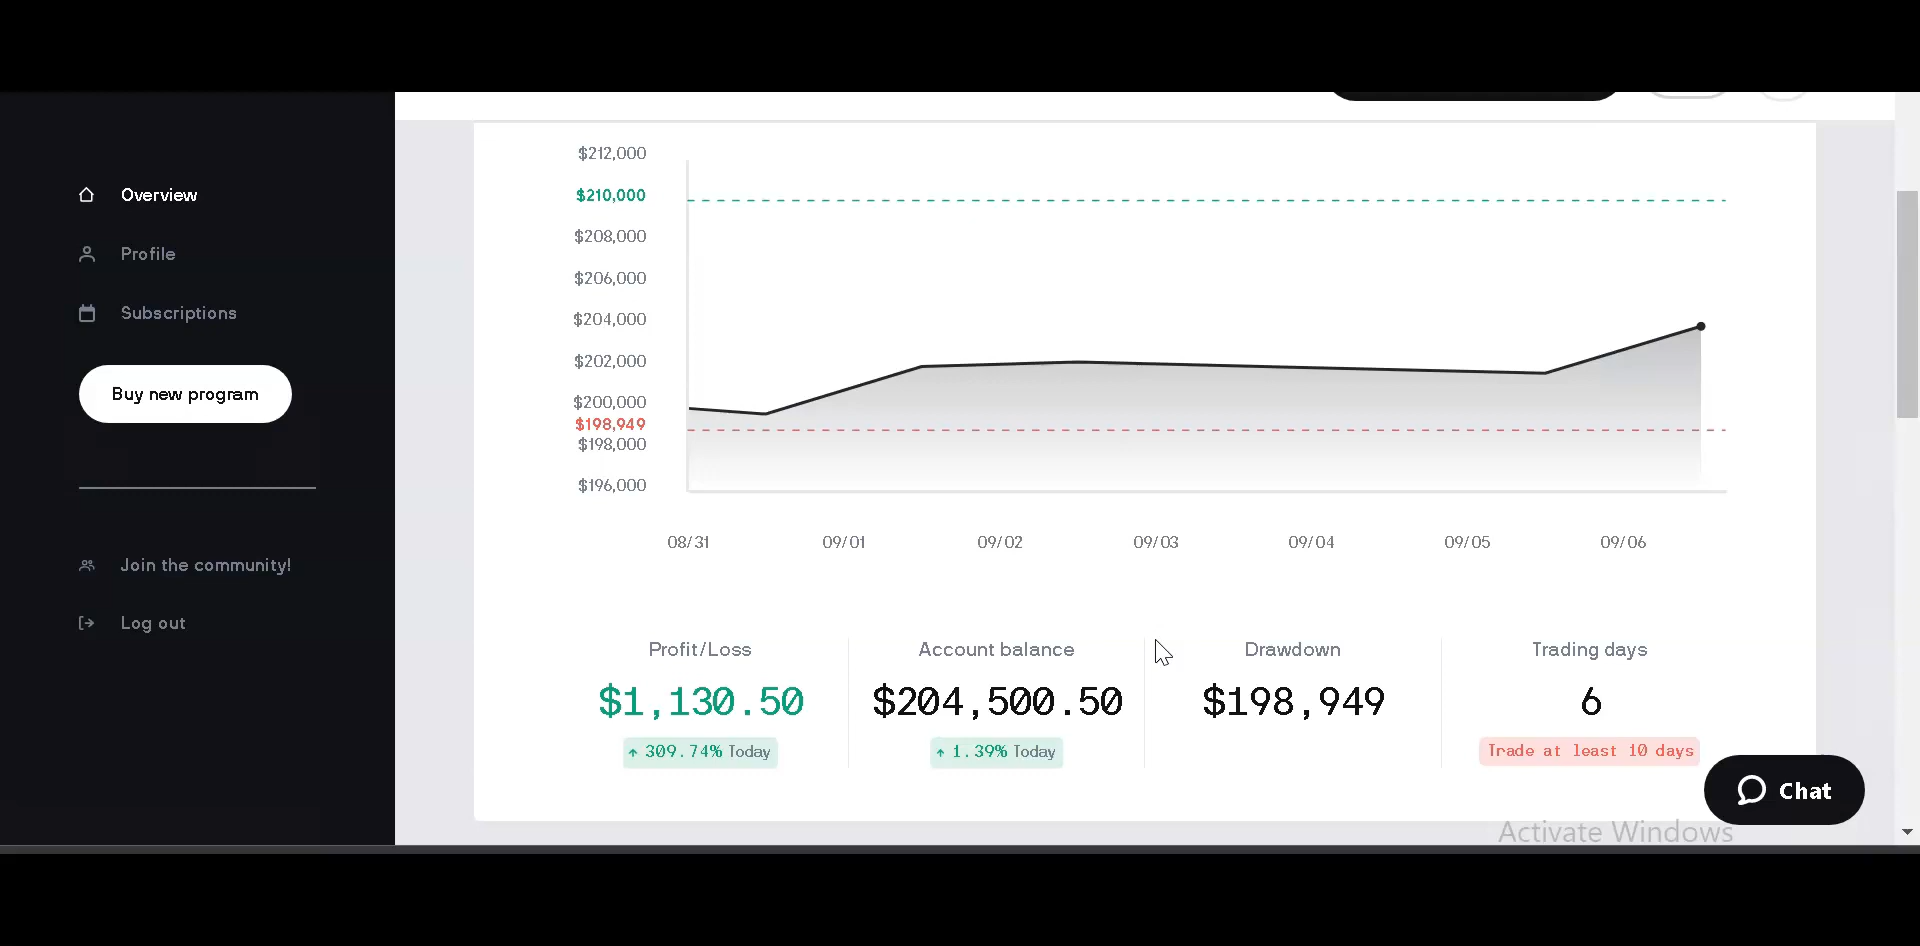 Overview
Profile
Subscriptions
Buy new program
Join the community!
Log out
$212,000
$210,000
$208,000
$206,000
$204,000
$202,000
$200,000
$198,949
$198,000
$196,000
08/31 09/01 09/02 09/03 09/04 09/05 09/06
Profit/Loss Account balance Drawdown Trading days
$1,130.50 $204,500.50 $198,949 6
↑ 309.74% Today ↑ 1.39% Today Trade at least 10 days
Chat
Activate Windows